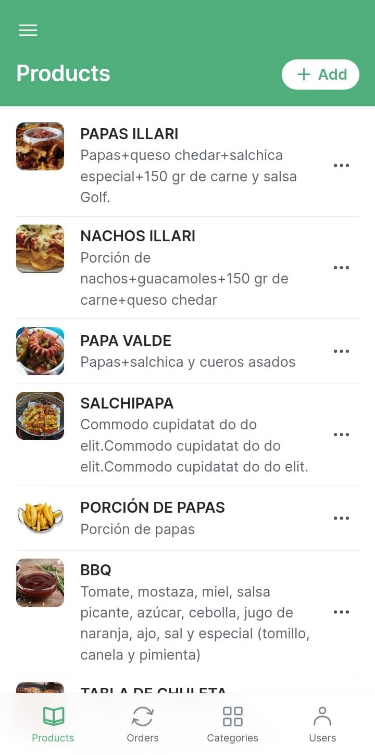 Products
+ Add
PAPAS ILLARI
Papas+queso chedar+salchica
especial+150 gr de carne y salsa
Golf.
NACHOS ILLARI
Porción de
nachos+guacamoles+150 gr de
carne+queso chedar
PAPA VALDE
Papas+salchica y cueros asados
SALCHIPAPA
Commodo cupidatat do do
elit.Commodo cupidatat do do
elit.Commodo cupidatat do do elit.
PORCIÓN DE PAPAS
Porción de papas
BBQ
Tomate, mostaza, miel, salsa
picante, azúcar, cebolla, jugo de
naranja, ajo, sal y especial (tomillo,
canela y pimienta)
TABLA DE CHULETA
Products
Orders
Categories
Users